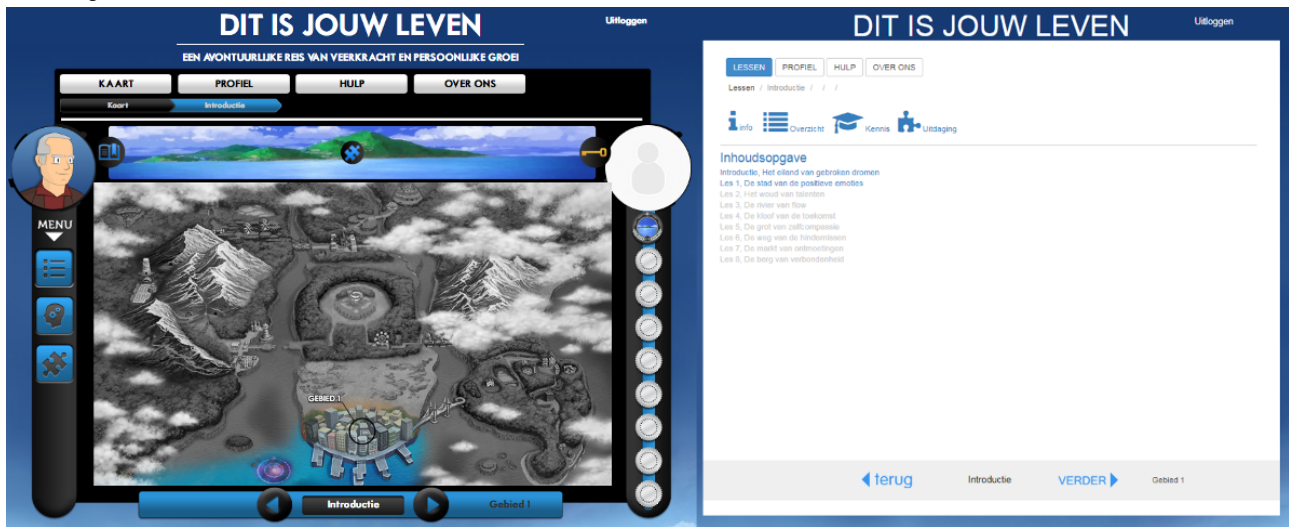 DIT IS JOUW LEVEN
Uitloggen
EEN AVONTUURLIJKE REIS VAN VEERKRACHT EN PERSOONLIJKE GROEI
KAART PROFIEL HULP OVER ONS
Kaart Introductie
MENU
GEBIED 1
Introductie Gebied 1
DIT IS JOUW LEVEN
Uitloggen
LESSEN PROFIEL HULP OVER ONS
Lessen / Introductie / / /
info Overzicht Kennis Uitdaging
Inhoudsopgave
Introductie, Het eiland van gebroken dromen
Les 1, De stad van de positieve emoties
Les 2, Het woud van talenten
Les 3, De rivier van flow
Les 4, De kloof van de toekomst
Les 5, De grot van zelfcompassie
Les 6, De weg van de hindernissen
Les 7, De markt van ontmoetingen
Les 8, De berg van verbondenheid
terug Introductie VERDER Gebied 1